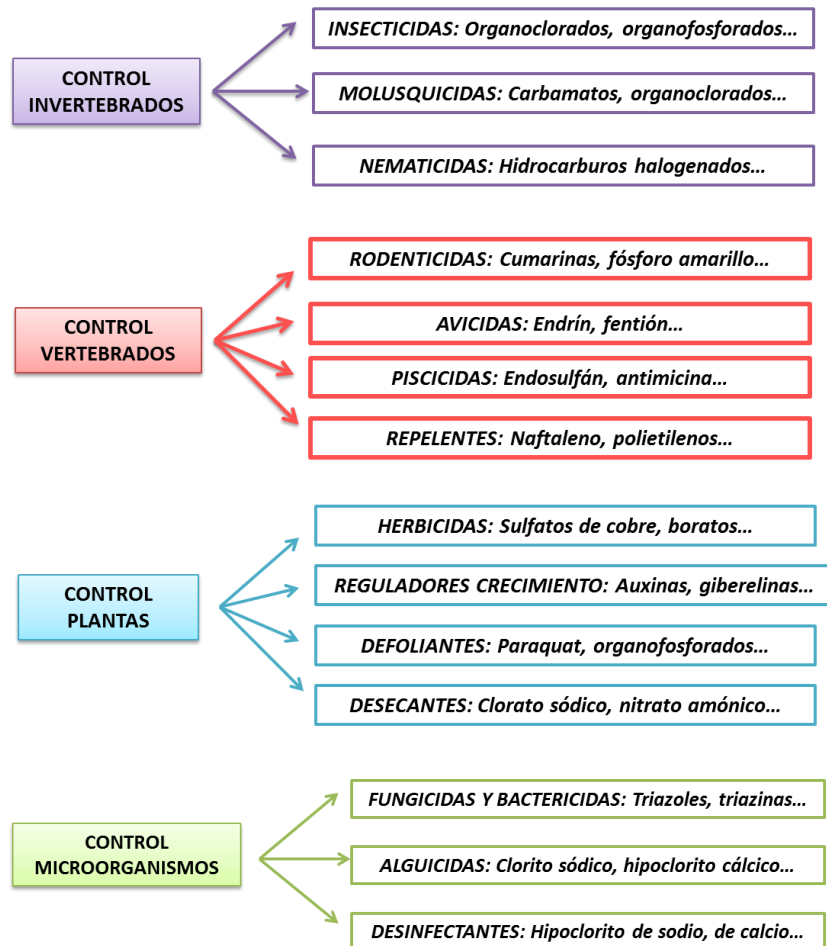 CONTROL
INVERTEBRADOS
INSECTICIDAS: Organoclorados, organofosforados...
MOLUSQUICIDAS: Carbamatos, organoclorados...
NEMATICIDAS: Hidrocarburos halogenados...
CONTROL
VERTEBRADOS
RODENTICIDAS: Cumarinas, fósforo amarillo...
AVICIDAS: Endrín, fentión...
PISCICIDAS: Endosulfán, antimicina...
REPELENTES: Naftaleno, polietilenos...
CONTROL
PLANTAS
HERBICIDAS: Sulfatos de cobre, boratos...
REGULADORES CRECIMIENTO: Auxinas, giberelinas...
DEFOLIANTES: Paraquat, organofosforados...
DESECANTES: Clorato sódico, nitrato amónico...
CONTROL
MICROORGANISMOS
FUNGICIDAS Y BACTERICIDAS: Triazoles, triazinas...
ALGUICIDAS: Clorito sódico, hipoclorito cálcico...
DESINFECTANTES: Hipoclorito de sodio, de calcio...